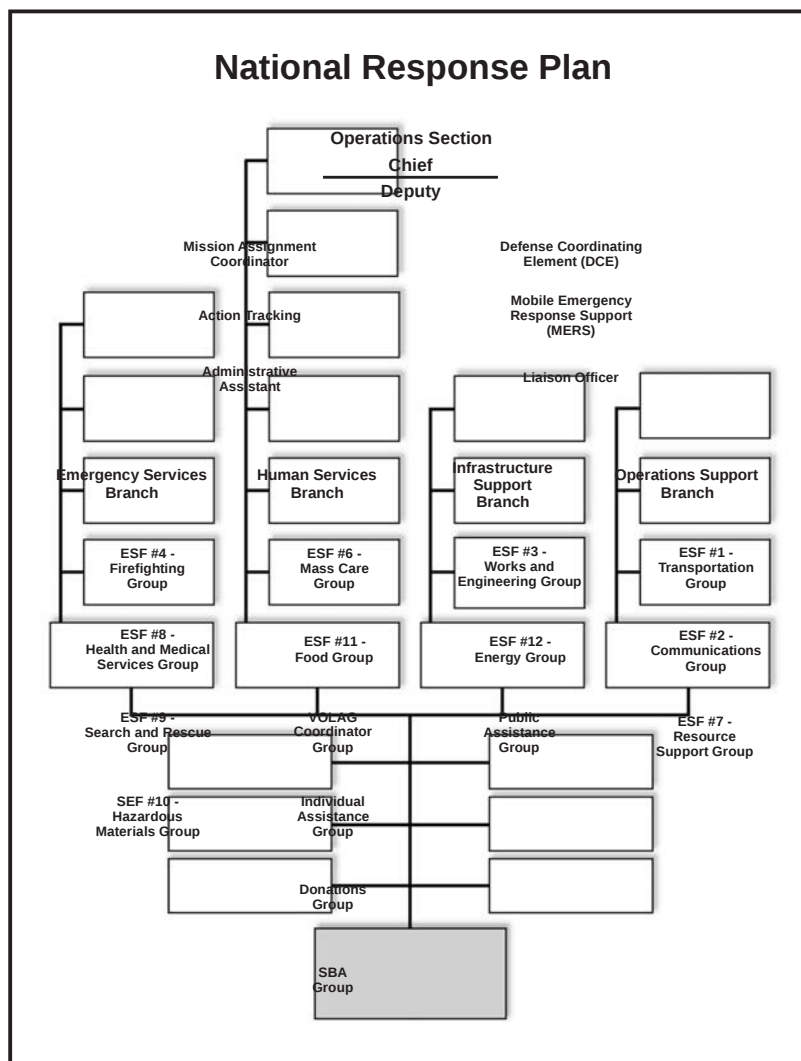 National Response Plan
Operations Section
Chief
Deputy
Mission Assignment
Coordinator
Defense Coordinating
Element (DCE)
Action Tracking
Mobile Emergency
Response Support
(MERS)
Administrative
Assistant
Liaison Officer
Emergency Services
Branch
Human Services
Branch
Infrastructure
Support
Branch
Operations Support
Branch
ESF #4 -
Firefighting
Group
ESF #6 -
Mass Care
Group
ESF #3 -
Works and
Engineering Group
ESF #1 -
Transportation
Group
ESF #8 -
Health and Medical
Services Group
ESF #11 -
Food Group
ESF #12 -
Energy Group
ESF #2 -
Communications
Group
ESF #9 -
Search and Rescue
Group
VOLAG
Coordinator
Group
Public
Assistance
Group
ESF #7 -
Resource
Support Group
SEF #10 -
Hazardous
Materials Group
Individual
Assistance
Group
Donations
Group
SBA
Group